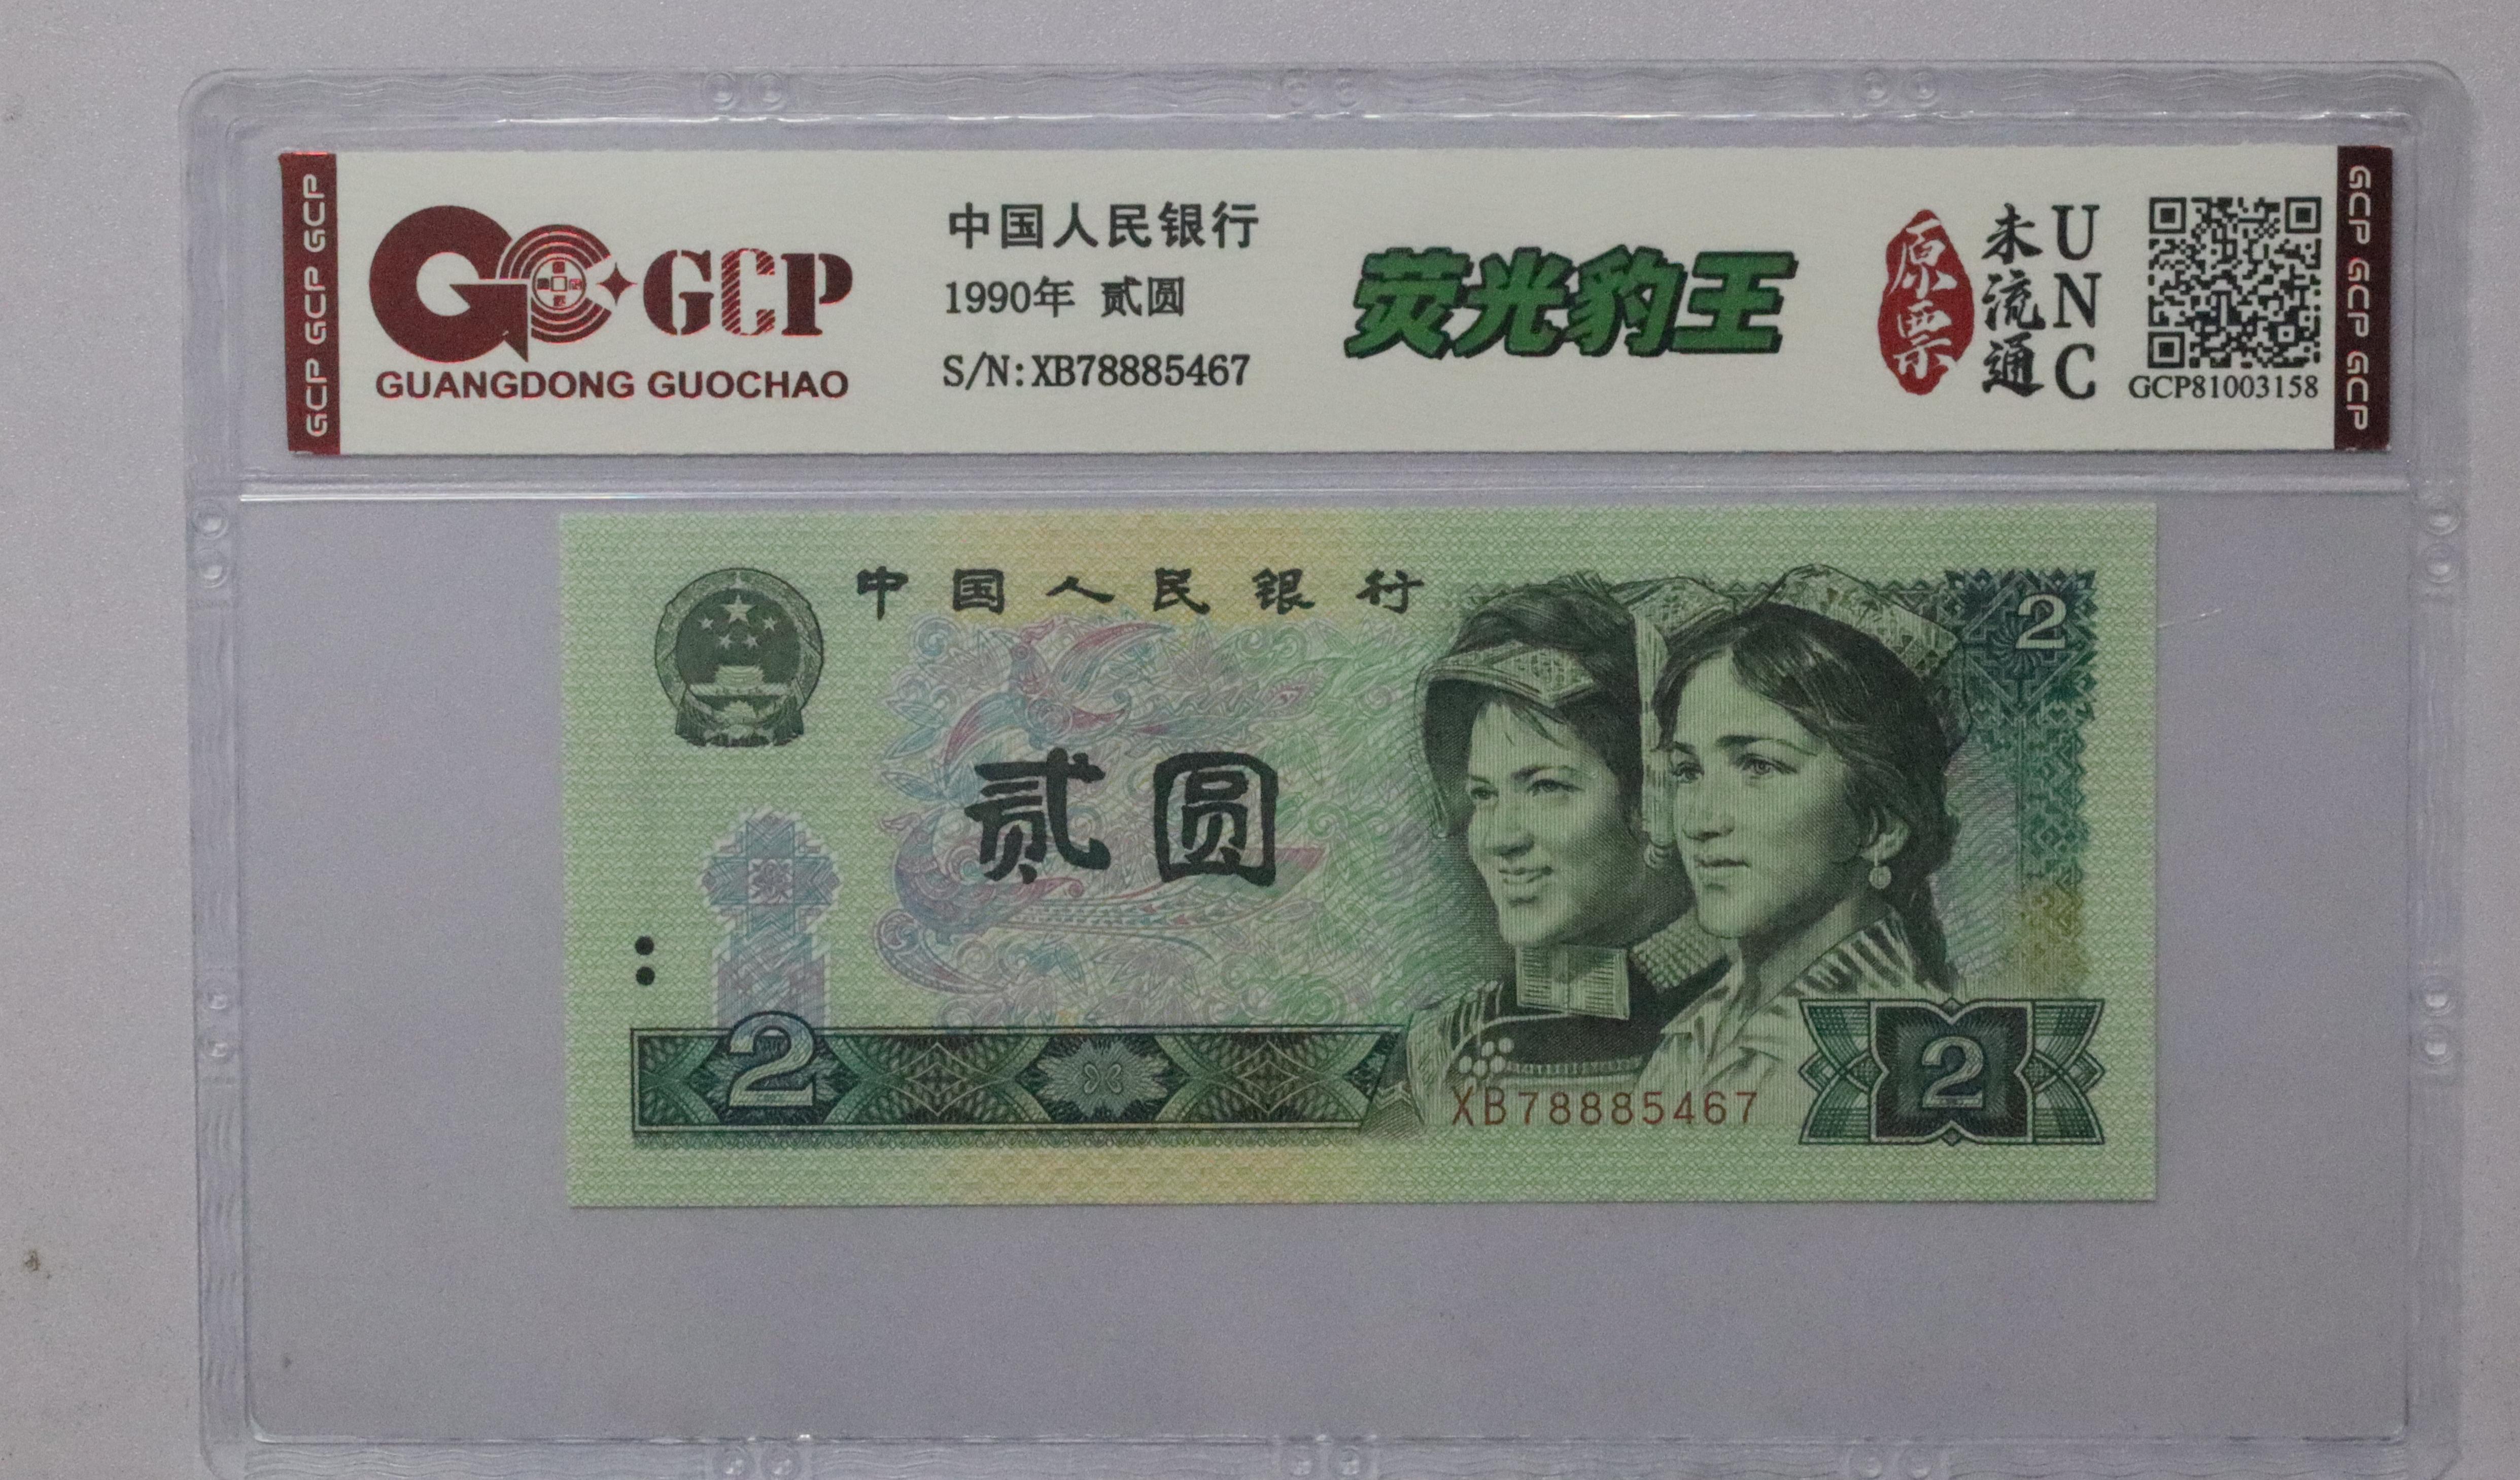 GCP GCP GCP
GCP
GUANGDONG GUOCHAO
中国人民银行
1990年 贰圆
S/N:XB78885467
荧光豹王
原票
未流通
UNC
GCP81003158
GCP GCP GCP
中国人民银行
2
贰圆
2
XB78885467
2